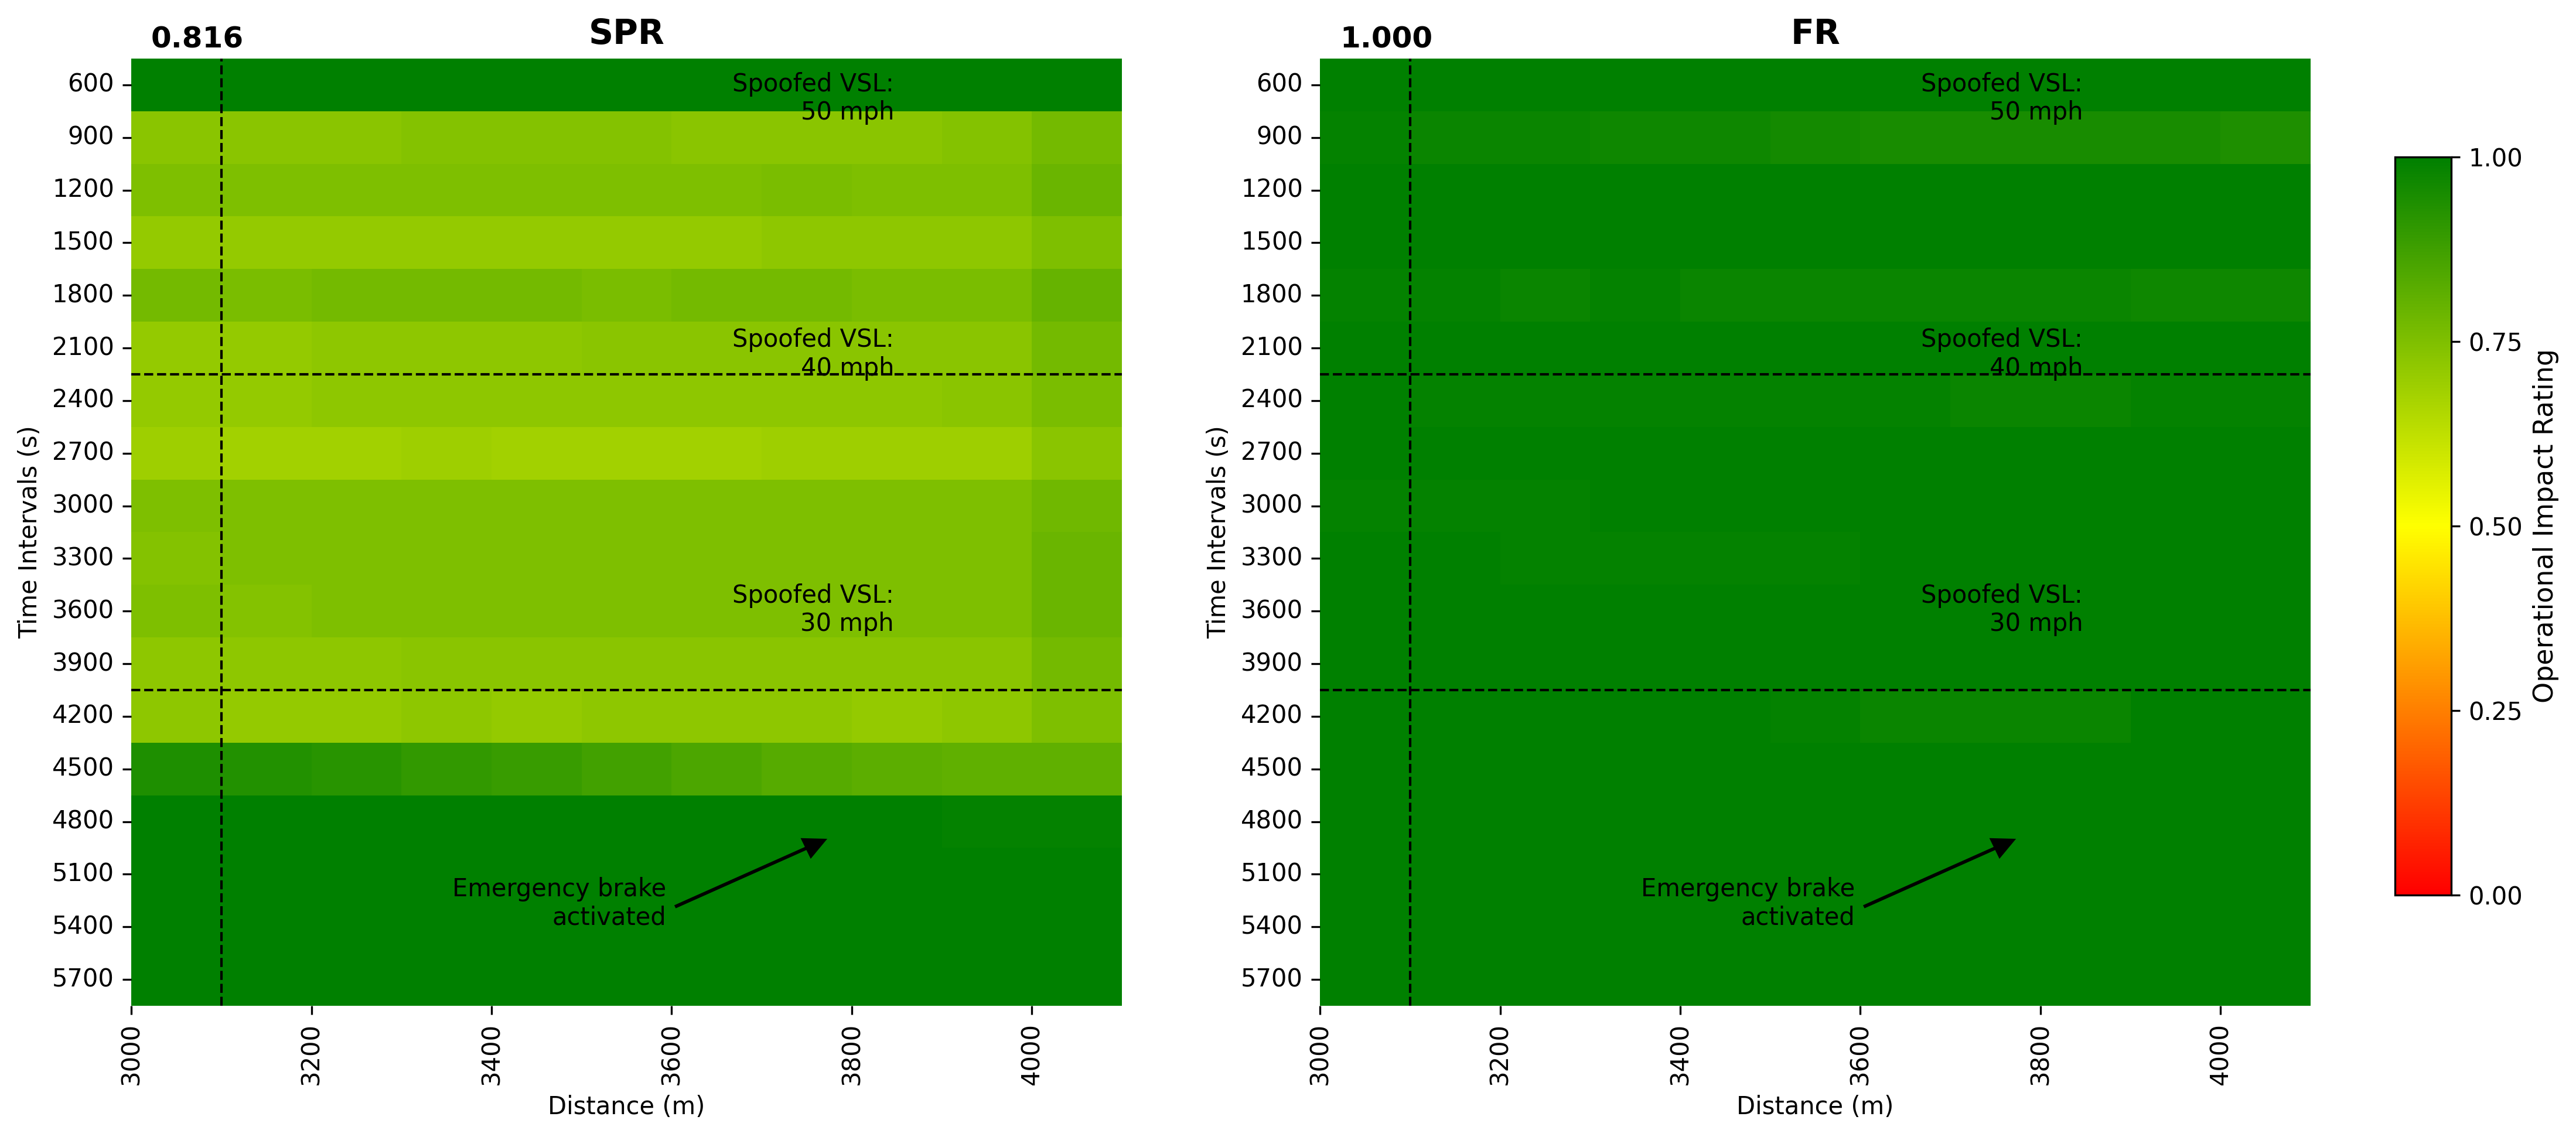 0.816
SPR
Spoofed VSL:
50 mph
Spoofed VSL:
40 mph
Spoofed VSL:
30 mph
Emergency brake
activated
600
900
1200
1500
1800
2100
2400
2700
3000
3300
3600
3900
4200
4500
4800
5100
5400
5700
Time Intervals (s)
3000
3200
3400
3600
3800
4000
Distance (m)
1.000
FR
Spoofed VSL:
50 mph
Spoofed VSL:
40 mph
Spoofed VSL:
30 mph
Emergency brake
activated
600
900
1200
1500
1800
2100
2400
2700
3000
3300
3600
3900
4200
4500
4800
5100
5400
5700
Time Intervals (s)
3000
3200
3400
3600
3800
4000
Distance (m)
1.00
0.75
0.50
0.25
0.00
Operational Impact Rating